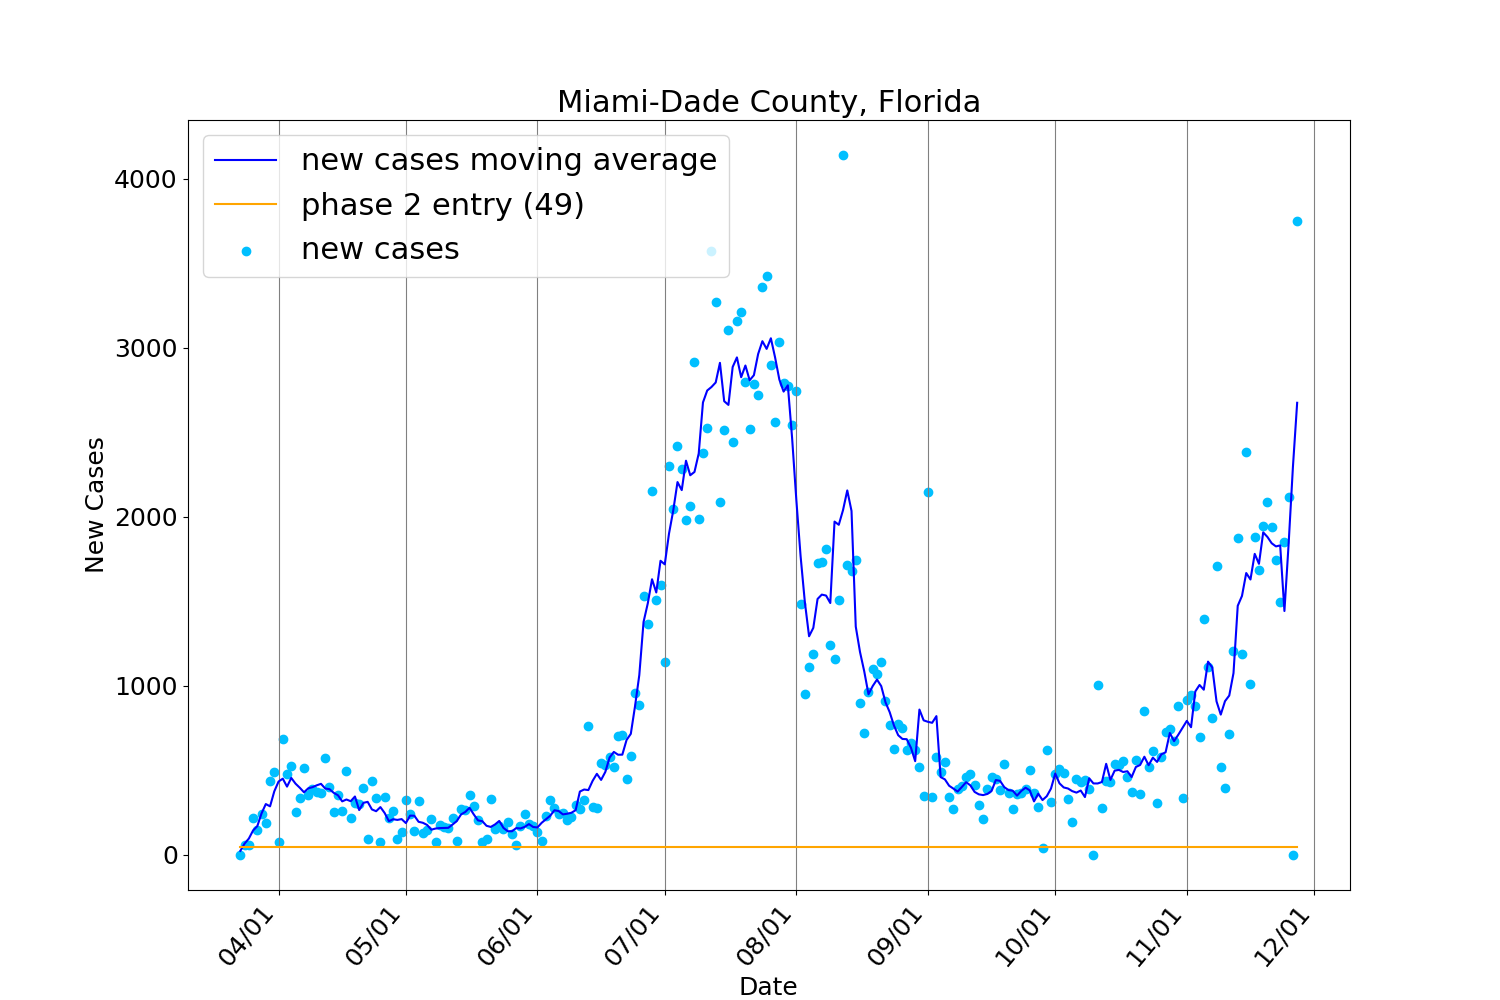 Miami-Dade County, Florida
new cases moving average
phase 2 entry (49)
new cases
4000
3000
2000
1000
0
New Cases
04/01
05/01
06/01
07/01
08/01
09/01
10/01
11/01
12/01
Date